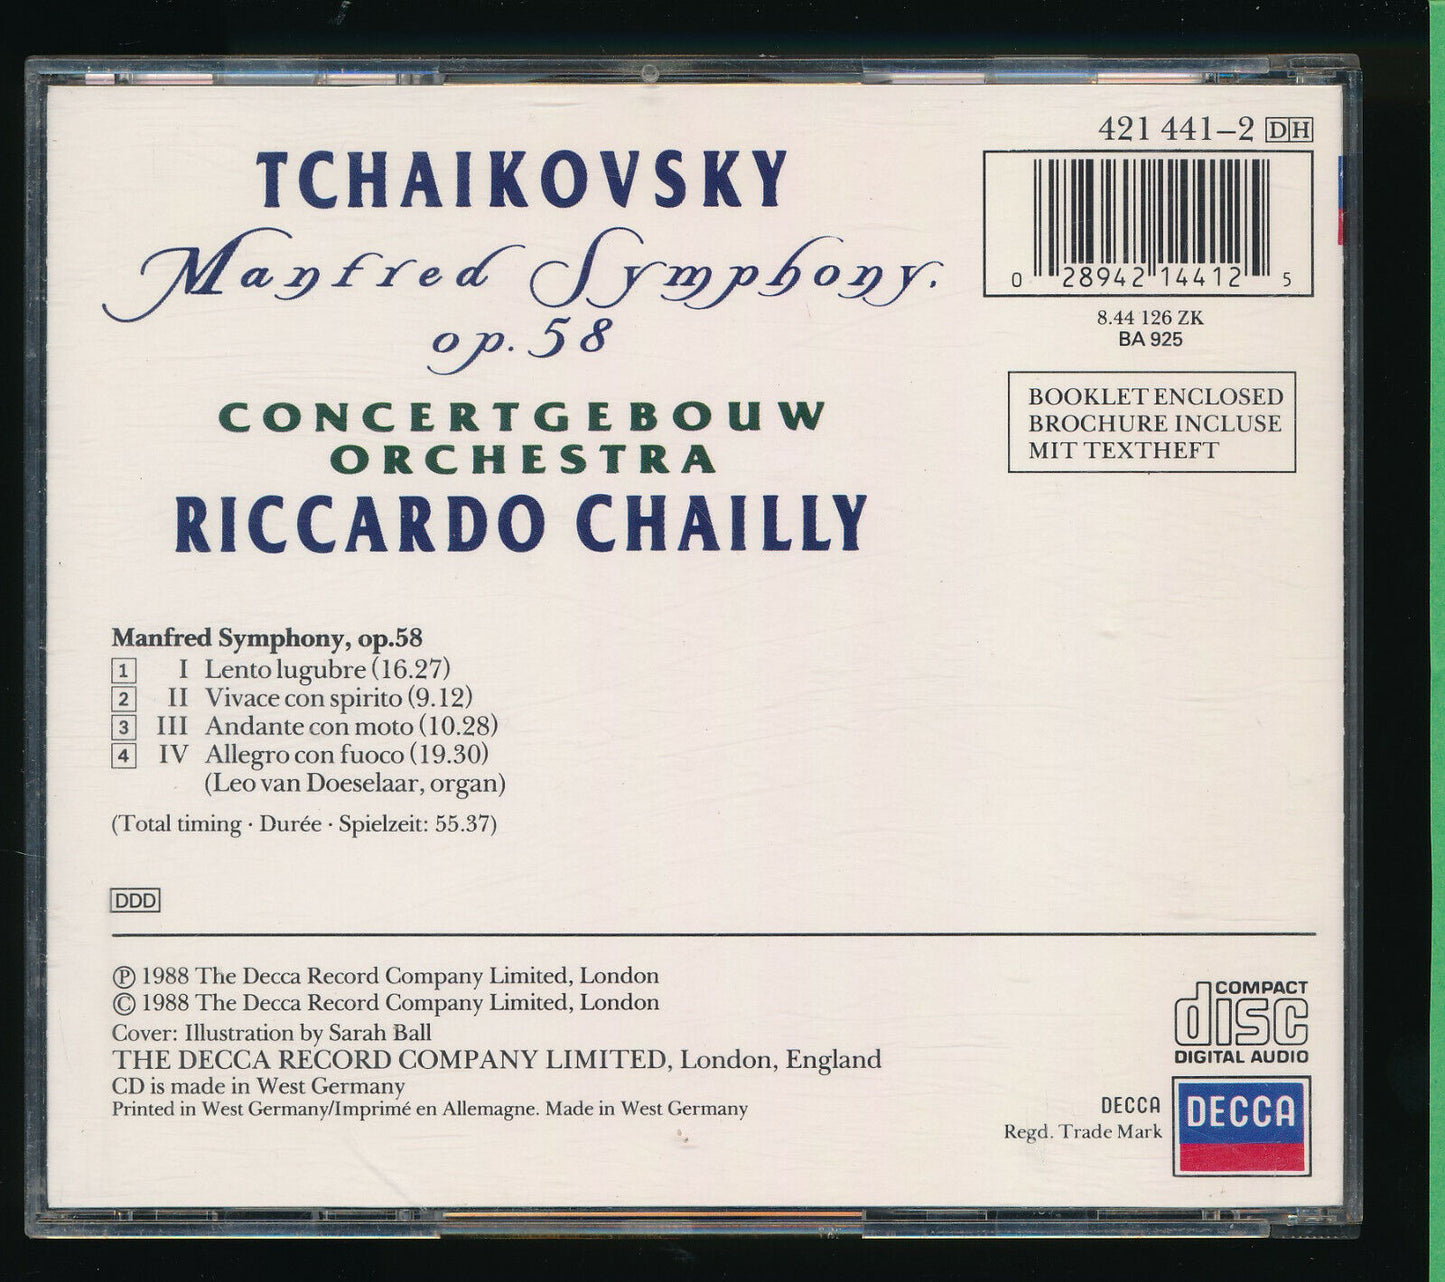 TCHAIKOVSKY
Manfred Symphony,
op. 58
CONCERTGEBOUW
ORCHESTRA
RICCARDO CHAILLY
421 441–2 DH
0 28942 14412 5
8.44 126 ZK
BA 925
BOOKLET ENCLOSED
BROCHURE INCLUSE
MIT TEXTHEFT
Manfred Symphony, op.58
1 I Lento lugubre (16.27)
2 II Vivace con spirito (9.12)
3 III Andante con moto (10.28)
4 IV Allegro con fuoco (19.30)
(Leo van Doeselaar, organ)
(Total timing · Durée · Spielzeit: 55.37)
DDD
℗ 1988 The Decca Record Company Limited, London
© 1988 The Decca Record Company Limited, London
Cover: Illustration by Sarah Ball
THE DECCA RECORD COMPANY LIMITED, London, England
CD is made in West Germany
Printed in West Germany/Imprimé en Allemagne. Made in West Germany
COMPACT
disc
DIGITAL AUDIO
DECCA
Regd. Trade Mark
DECCA